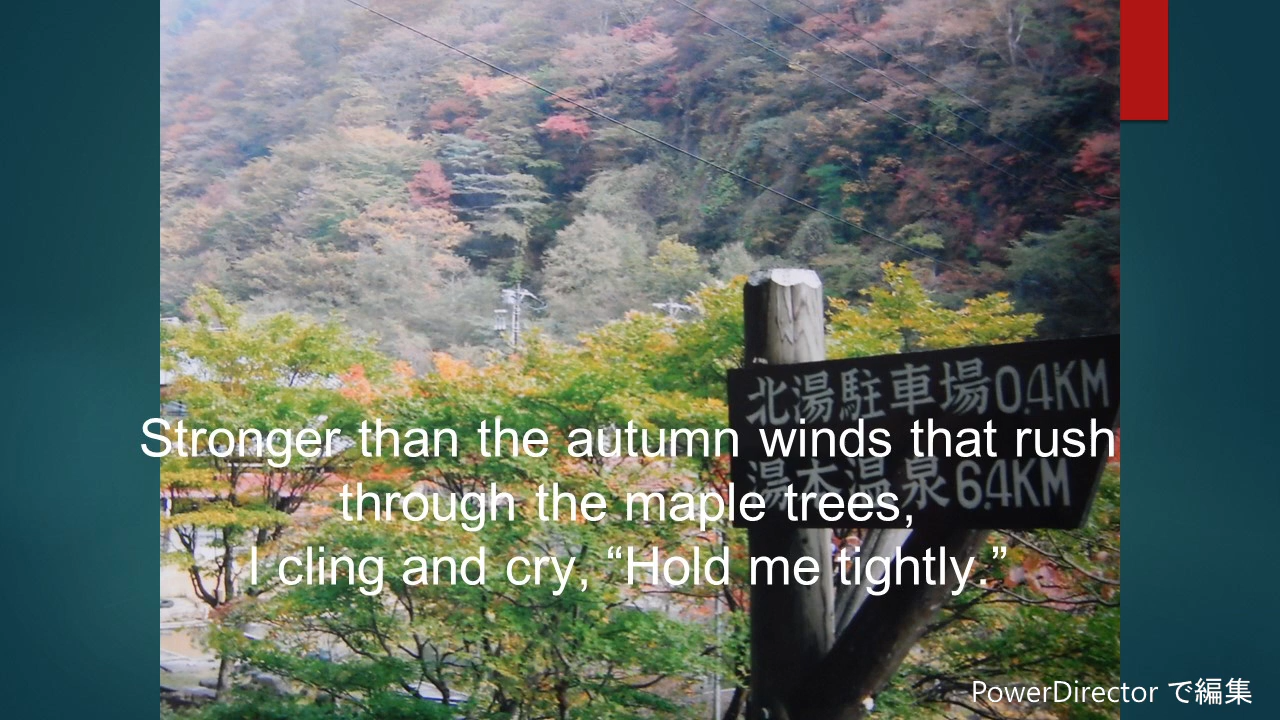 北湯駐車場0.4KM
Stronger than the autumn winds that rush
湯本温泉6.4KM
through the maple trees,
I cling and cry, “Hold me tightly.”
PowerDirector で編集